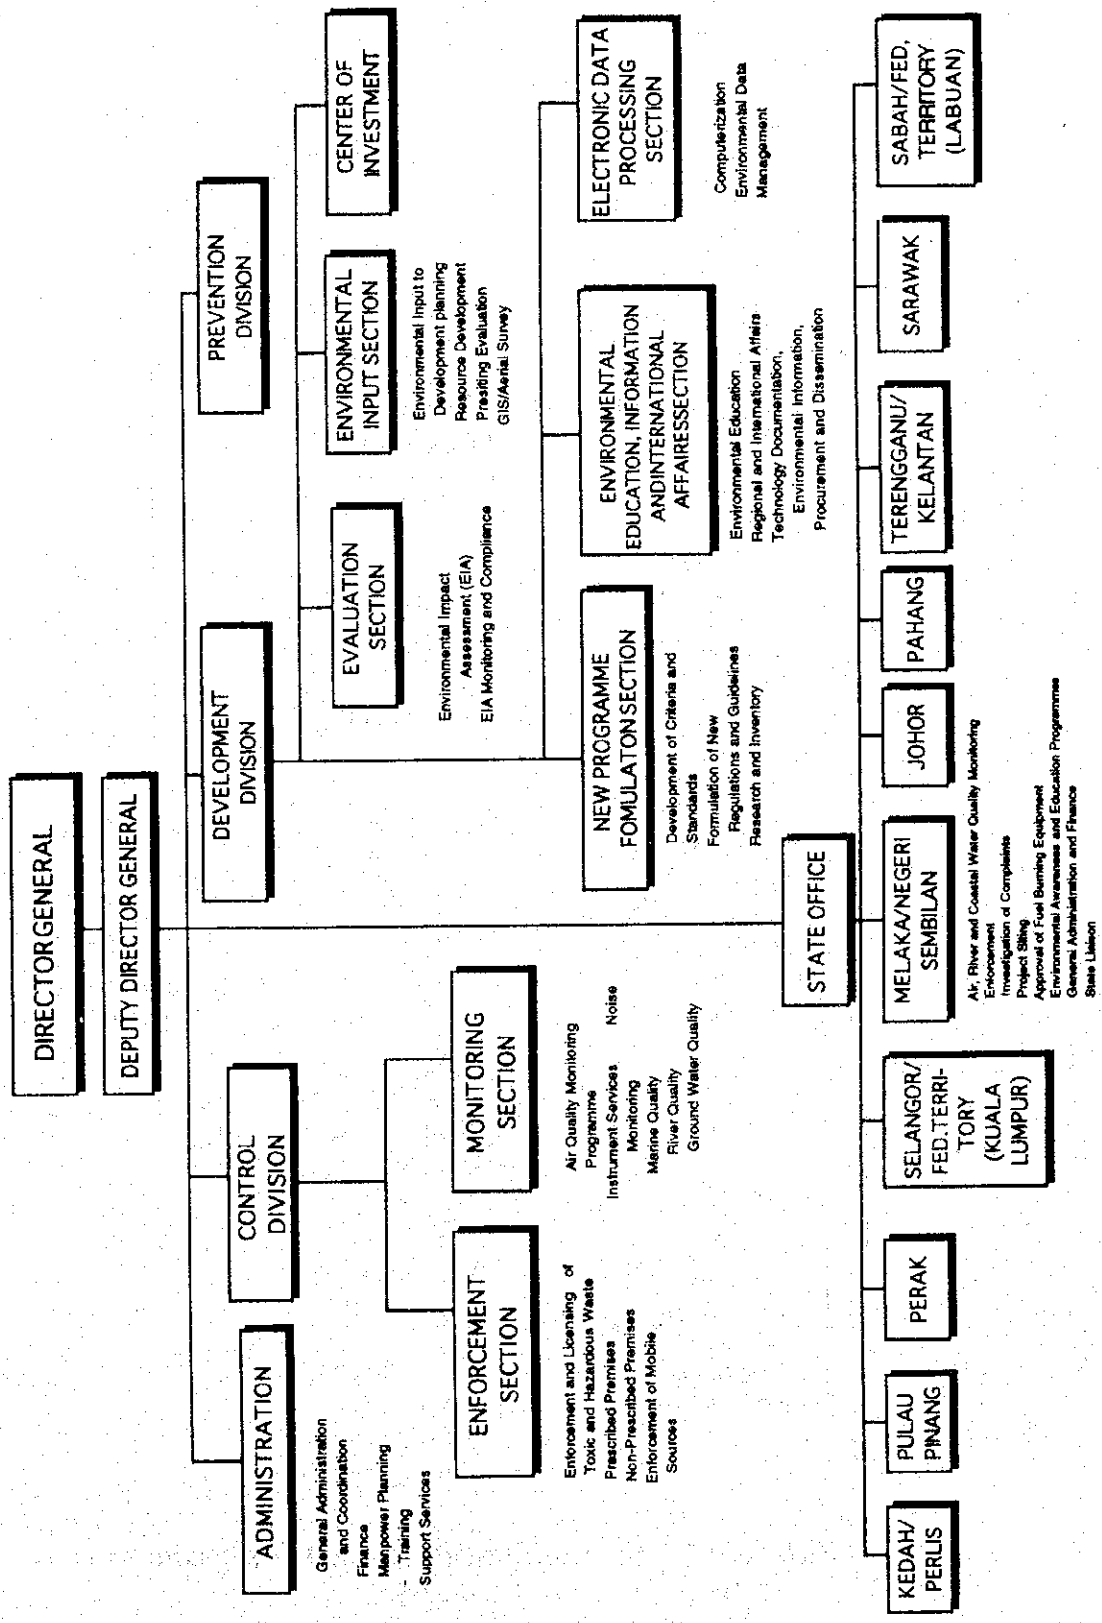 DIRECTORGENERAL
DEPUTY DIRECTOR GENERAL
ADMINISTRATION
General Administration
and Coordination
Finance
Manpower Planning
- Training
Support Services
CONTROL
DIVISION
DEVELOPMENT
DIVISION
PREVENTION
DIVISION
ENFORCEMENT
SECTION
Enforcement and Licensing of
Toxic and Hazardous Waste
Prescribed Premises
Non-Prescribed Premises
Enforcement of Mobile
Sources
MONITORING
SECTION
Air Quality Monitoring
Programme
Instrument Services Noise
Monitoring
Marine Quality
River Quality
Ground Water Quality
EVALUATION
SECTION
Environmental Impact
Assessment (EIA)
EIA Monitoring and Compliance
ENVIRONMENTAL
INPUT SECTION
Environmental Input to
Development planning
Resource Development
Presiting Evaluation
GIS/Aerial Survey
CENTER OF
INVESTMENT
NEW PROGRAMME
FOMULATON SECTION
Development of Criteria and
Standards
Formulation of New
Regulations and Guidelines
Research and Inventory
ENVIRONMENTAL
EDUCATION, INFORMATION
ANDINTERNATIONAL
AFFAIRESSECTION
Environmental Education
Regional and International Affairs
Technology Documentation,
Environmental Information,
Procurement and Dissemination
ELECTRONIC DATA
PROCESSING
SECTION
Computerization
Environmental Data
Management
STATE OFFICE
KEDAH/
PERLIS
PULAU
PINANG
PERAK
SELANGOR/
FED.TERRI-
TORY
(KUALA
LUMPUR)
MELAKA/NEGERI
SEMBILAN
Air, River and Coastal Water Quality Monitoring
Enforcement
Investigation of Complaints
Project Siting
Approval of Fuel Burning Equipment
Environmental Awareness and Education Programmes
General Administration and Finance
State Liaison
JOHOR
PAHANG
TERENGGANU/
KELANTAN
SARAWAK
SABAH/FED,
TERRITORY
(LABUAN)